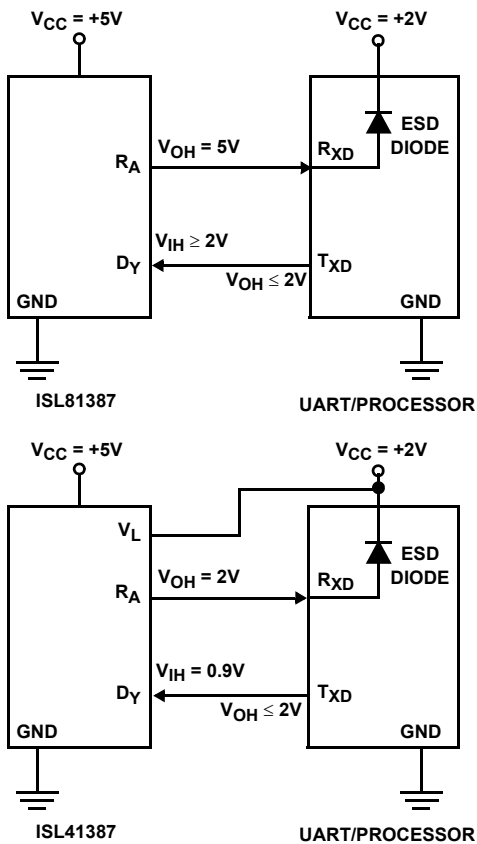 VCC = +5V
VCC = +2V
RA
VOH = 5V
RXD
ESD
DIODE
DY
VIH ≥ 2V
VOH ≤ 2V
TXD
GND
GND
ISL81387
UART/PROCESSOR
VCC = +5V
VCC = +2V
VL
RA
VOH = 2V
RXD
ESD
DIODE
DY
VIH = 0.9V
VOH ≤ 2V
TXD
GND
GND
ISL41387
UART/PROCESSOR